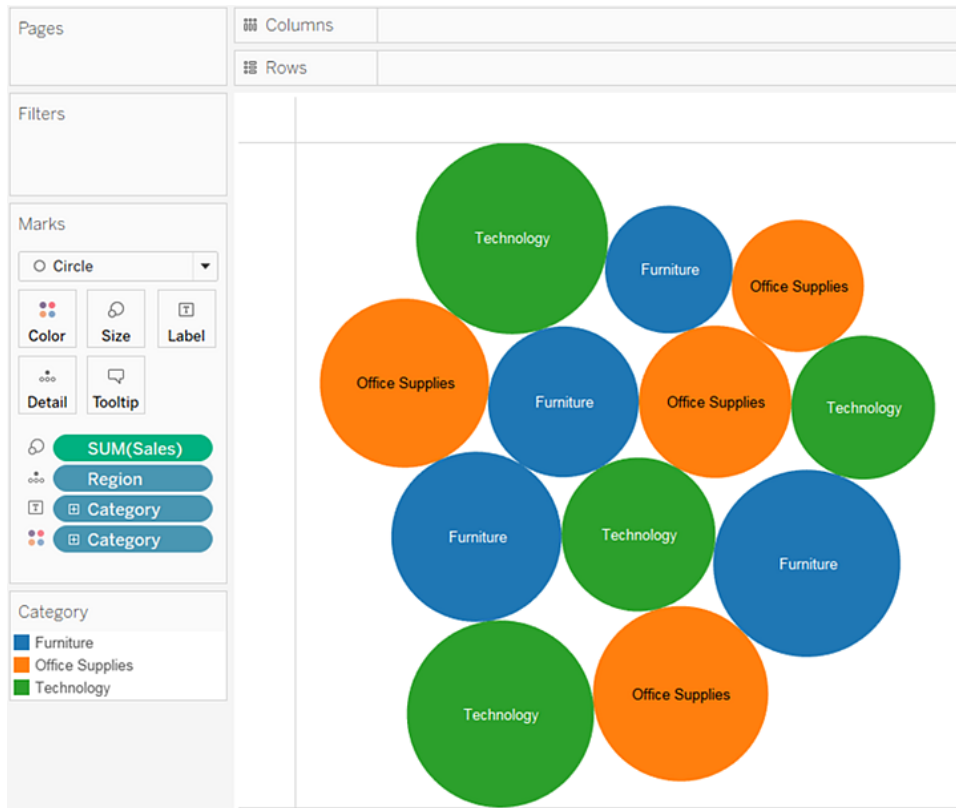 Pages
Columns
Rows
Filters
Marks
Circle
Color
Size
Label
Detail
Tooltip
SUM(Sales)
Region
Category
Category
Category
Furniture
Office Supplies
Technology
Technology
Furniture
Office Supplies
Office Supplies
Furniture
Office Supplies
Technology
Furniture
Technology
Furniture
Technology
Office Supplies